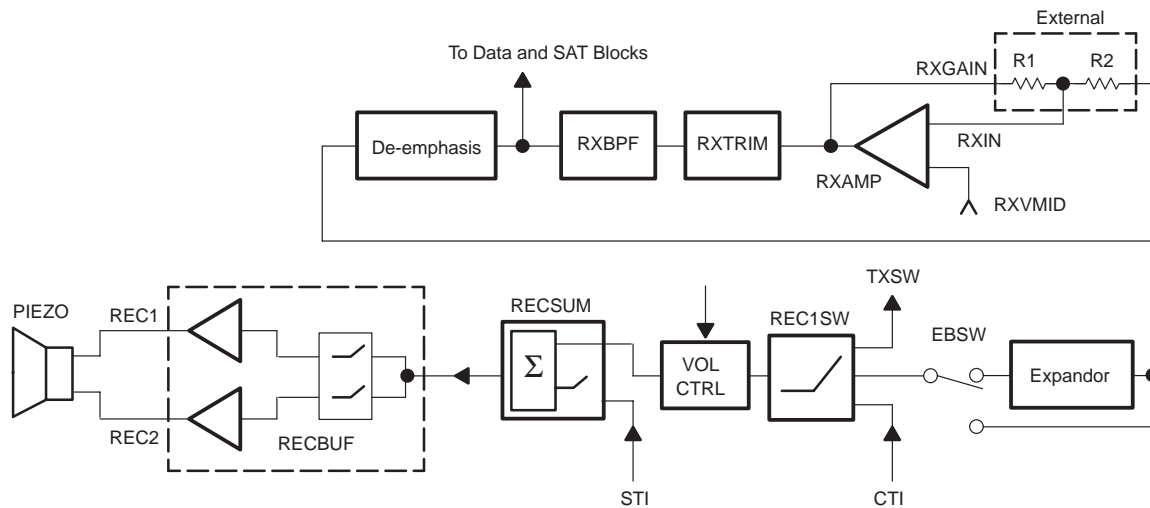 External
To Data and SAT Blocks
RXGAIN
R1
R2
De-emphasis
RXBPF
RXTRIM
RXIN
RXAMP
RXVMID
TXSW
PIEZO
REC1
RECSUM
REC1SW
EBSW
Σ
VOL
CTRL
Expandor
REC2
RECBUF
STI
CTI